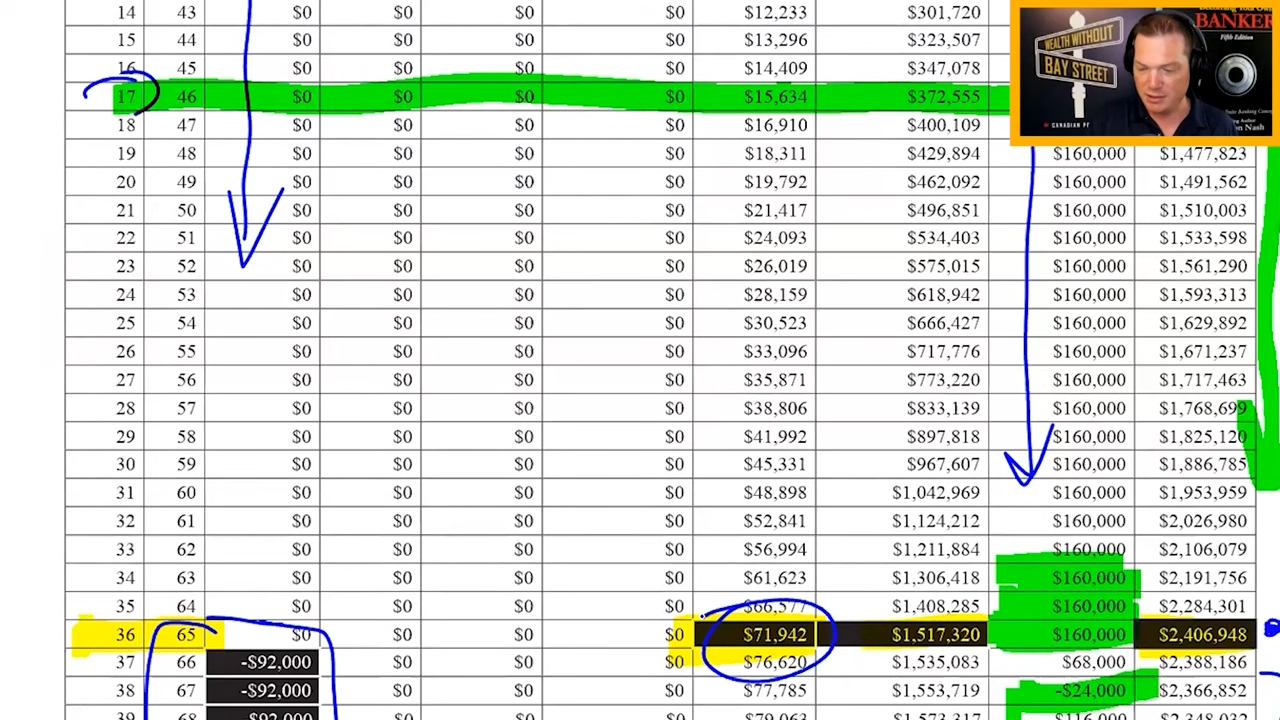 14 43 $0 $0 $0 $0 $12,233 $301,720
15 44 $0 $0 $0 $0 $13,296 $323,507
16 45 $0 $0 $0 $0 $14,409 $347,078
17 46 $0 $0 $0 $0 $15,634 $372,555
18 47 $0 $0 $0 $0 $16,910 $400,109
19 48 $0 $0 $0 $0 $18,311 $429,894 $160,000 $1,477,823
20 49 $0 $0 $0 $0 $19,792 $462,092 $160,000 $1,491,562
21 50 $0 $0 $0 $0 $21,417 $496,851 $160,000 $1,510,003
22 51 $0 $0 $0 $0 $24,093 $534,403 $160,000 $1,533,598
23 52 $0 $0 $0 $0 $26,019 $575,015 $160,000 $1,561,290
24 53 $0 $0 $0 $0 $28,159 $618,942 $160,000 $1,593,313
25 54 $0 $0 $0 $0 $30,523 $666,427 $160,000 $1,629,892
26 55 $0 $0 $0 $0 $33,096 $717,776 $160,000 $1,671,237
27 56 $0 $0 $0 $0 $35,871 $773,220 $160,000 $1,717,463
28 57 $0 $0 $0 $0 $38,806 $833,139 $160,000 $1,768,699
29 58 $0 $0 $0 $0 $41,992 $897,818 $160,000 $1,825,120
30 59 $0 $0 $0 $0 $45,331 $967,607 $160,000 $1,886,785
31 60 $0 $0 $0 $0 $48,898 $1,042,969 $160,000 $1,953,959
32 61 $0 $0 $0 $0 $52,841 $1,124,212 $160,000 $2,026,980
33 62 $0 $0 $0 $0 $56,994 $1,211,884 $160,000 $2,106,079
34 63 $0 $0 $0 $0 $61,623 $1,306,418 $160,000 $2,191,756
35 64 $0 $0 $0 $0 $66,577 $1,408,285 $160,000 $2,284,301
36 65 $0 $0 $0 $0 $71,942 $1,517,320 $160,000 $2,406,948
37 66 -$92,000 $0 $0 $0 $76,620 $1,535,083 $68,000 $2,388,186
38 67 -$92,000 $0 $0 $0 $77,785 $1,553,719 -$24,000 $2,366,852
WEALTH WITHOUT
BAY STREET
BANKER
Fifth Edition
Nash